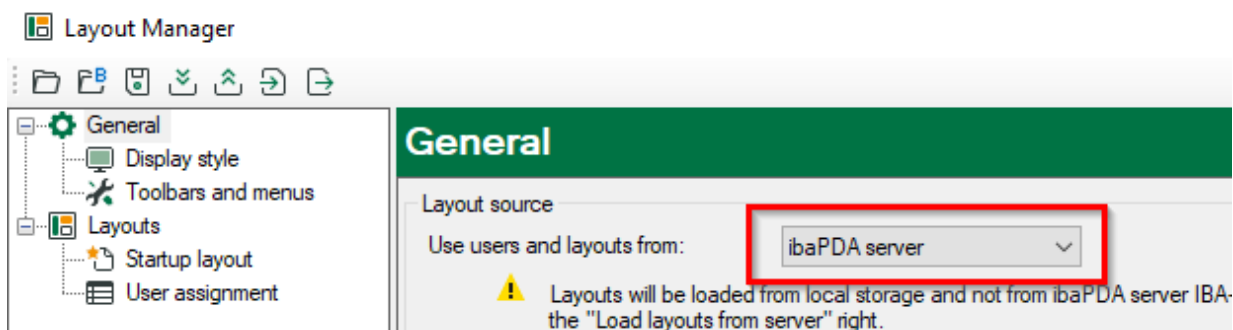 Layout Manager
General
Display style
Toolbars and menus
Layouts
Startup layout
User assignment
General
Layout source
Use users and layouts from:
ibaPDA server
Layouts will be loaded from local storage and not from ibaPDA server IBA-
the "Load layouts from server" right.